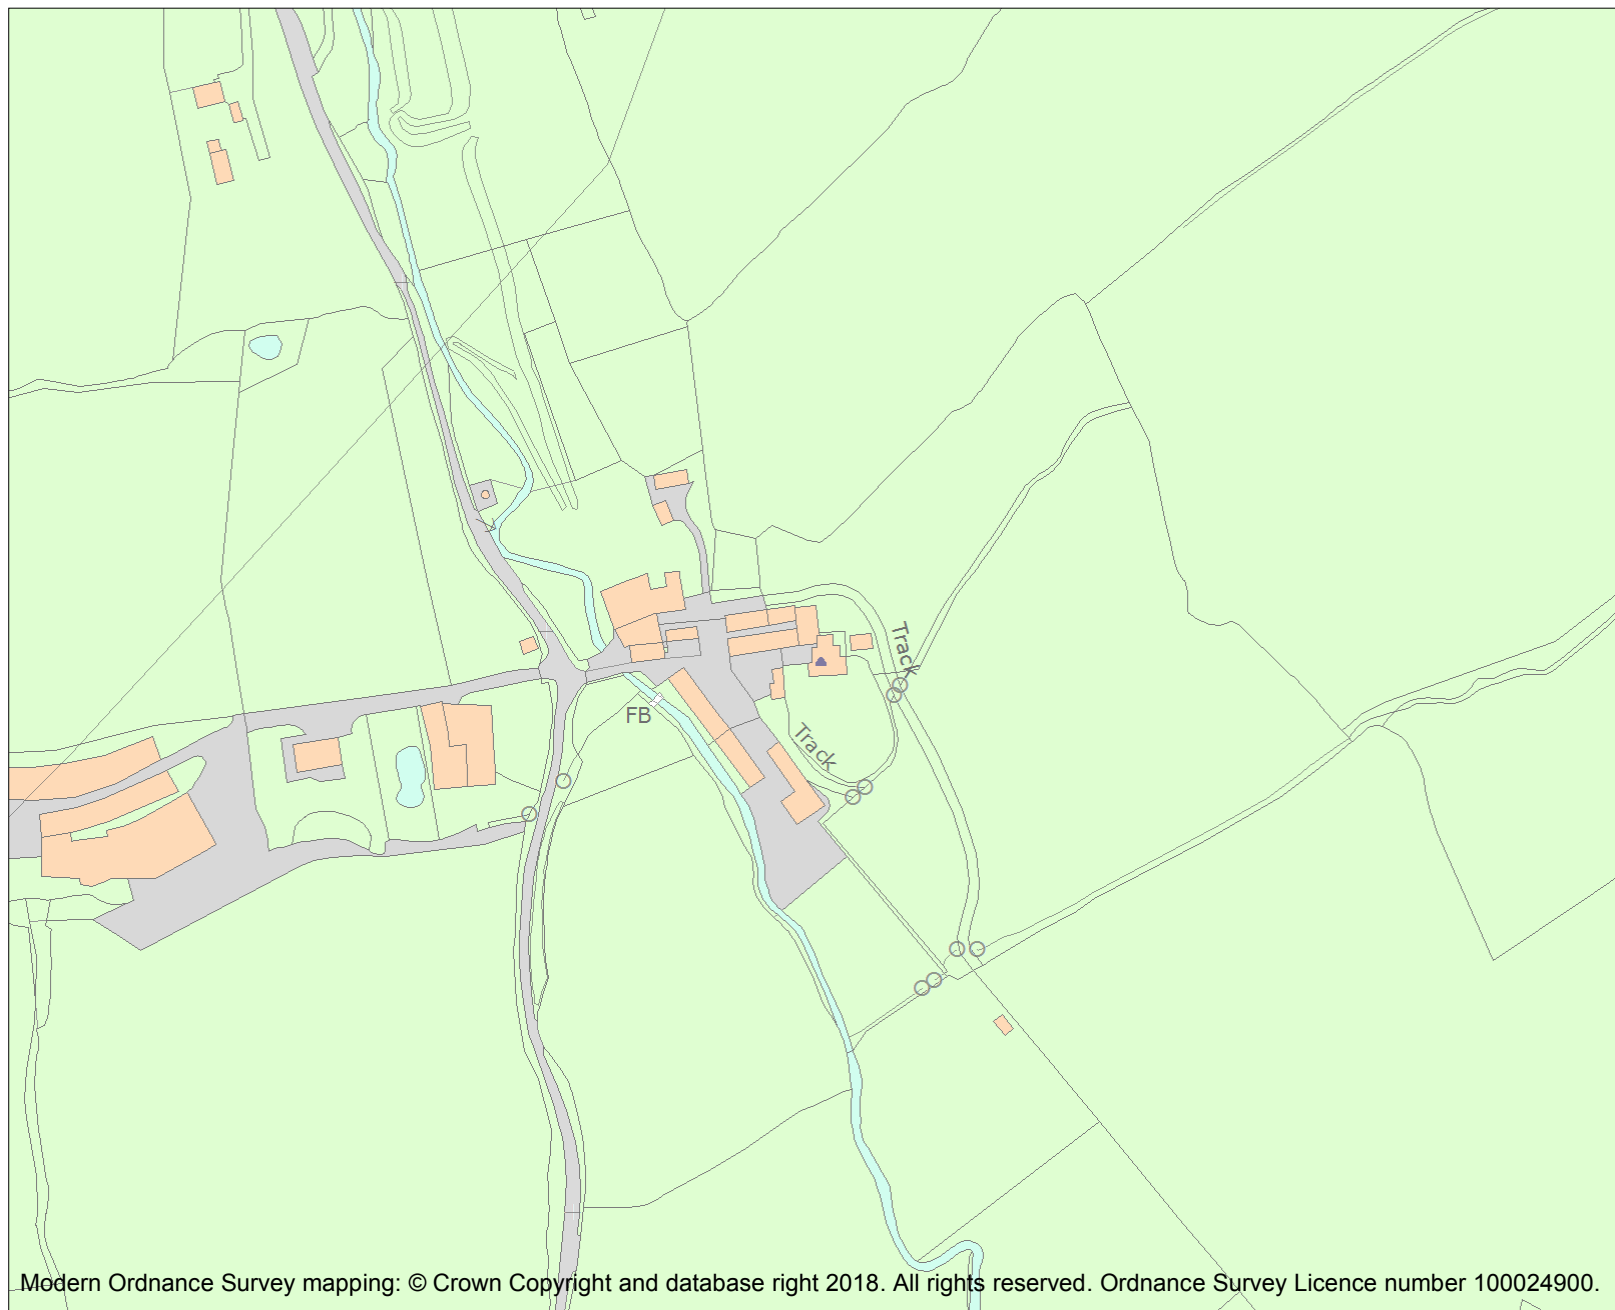 Track
FB
Track
Modern Ordnance Survey mapping: © Crown Copyright and database right 2018. All rights reserved. Ordnance Survey Licence number 100024900.